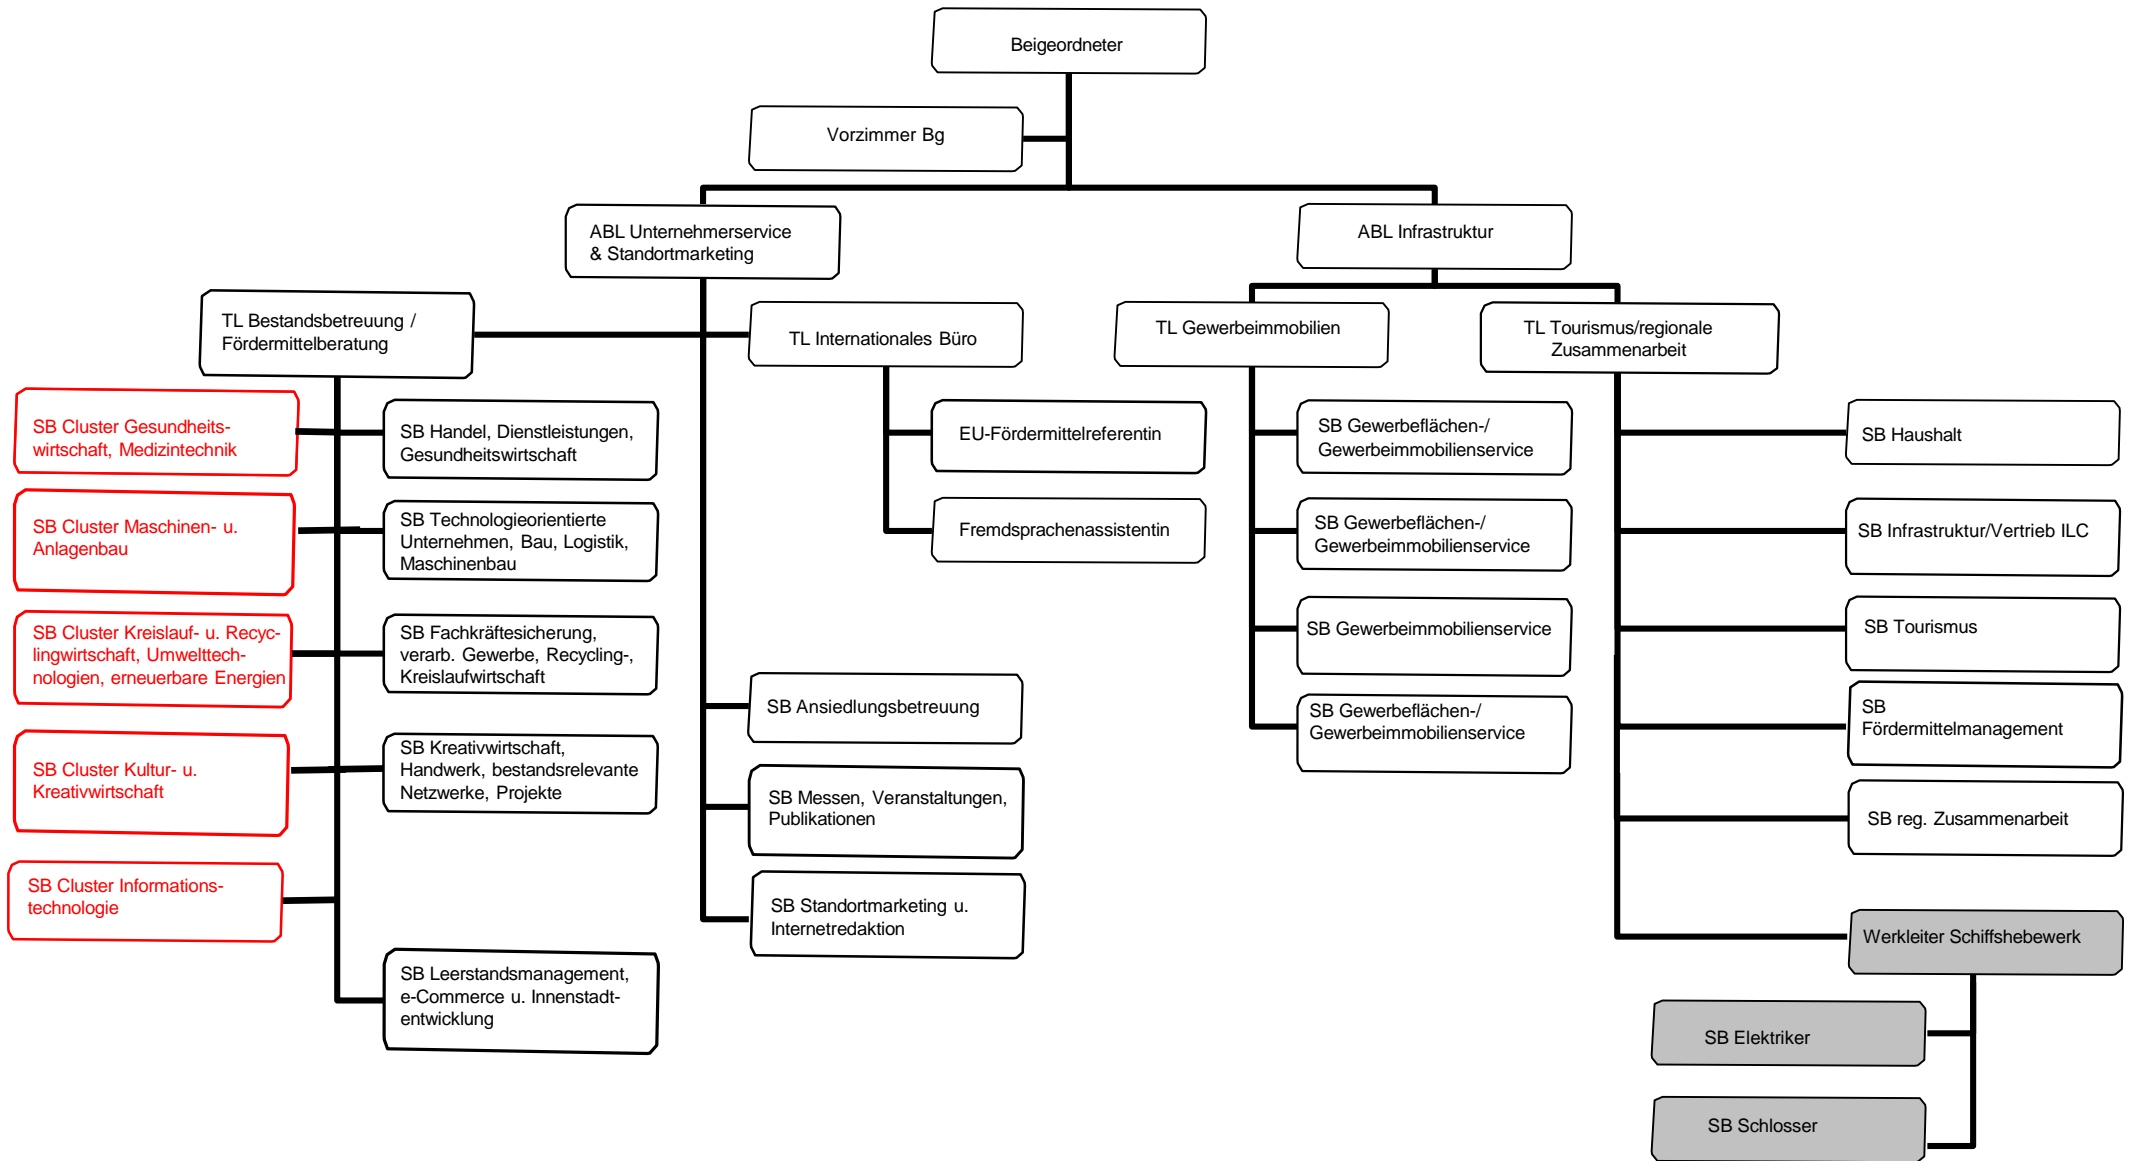 Beigeordneter
Vorzimmer Bg
ABL Unternehmerservice
& Standortmarketing
ABL Infrastruktur
TL Bestandsbetreuung /
Fördermittelberatung
TL Internationales Büro
TL Gewerbeimmobilien
TL Tourismus/regionale
Zusammenarbeit
SB Cluster Gesundheits-
wirtschaft, Medizintechnik
SB Cluster Maschinen- u.
Anlagenbau
SB Cluster Kreislauf- u. Recyc-
lingwirtschaft, Umwelttech-
nologien, erneuerbare Energien
SB Cluster Kultur- u.
Kreativwirtschaft
SB Cluster Informations-
technologie
SB Handel, Dienstleistungen,
Gesundheitswirtschaft
SB Technologieorientierte
Unternehmen, Bau, Logistik,
Maschinenbau
SB Fachkräftesicherung,
verarb. Gewerbe, Recycling-,
Kreislaufwirtschaft
SB Kreativwirtschaft,
Handwerk, bestandsrelevante
Netzwerke, Projekte
SB Leerstandsmanagement,
e-Commerce u. Innenstadt-
entwicklung
EU-Fördermittelreferentin
Fremdsprachenassistentin
SB Ansiedlungsbetreuung
SB Messen, Veranstaltungen,
Publikationen
SB Standortmarketing u.
Internetredaktion
SB Gewerbeflächen-/
Gewerbeimmobilienservice
SB Gewerbeflächen-/
Gewerbeimmobilienservice
SB Gewerbeimmobilienservice
SB Gewerbeflächen-/
Gewerbeimmobilienservice
SB Haushalt
SB Infrastruktur/Vertrieb ILC
SB Tourismus
SB
Fördermittelmanagement
SB reg. Zusammenarbeit
Werkleiter Schiffshebewerk
SB Elektriker
SB Schlosser